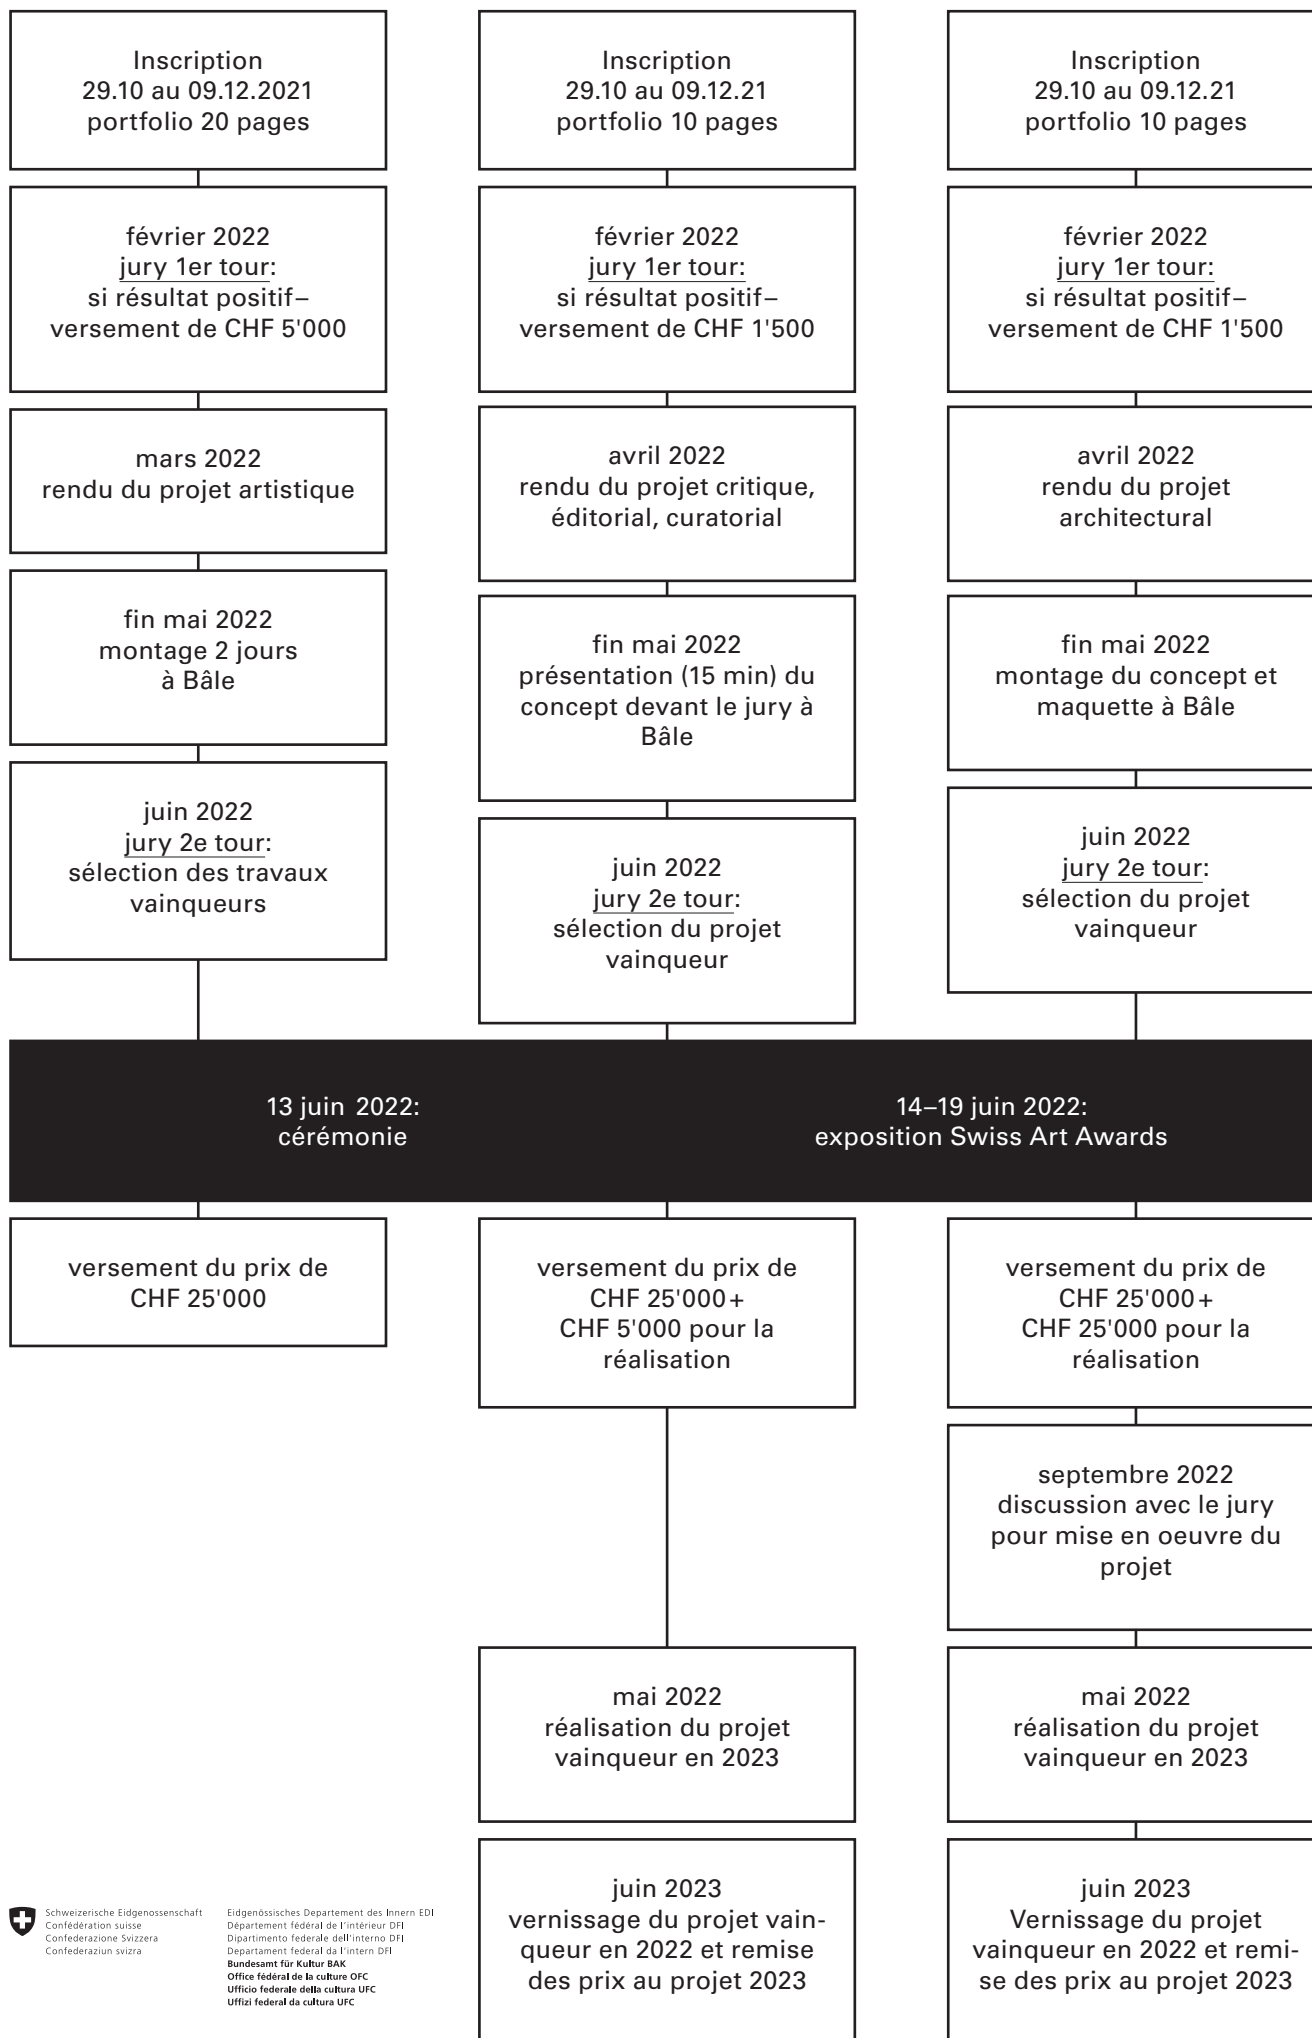 Inscription
29.10 au 09.12.2021
portfolio 20 pages
février 2022
jury 1er tour:
si résultat positif–
versement de CHF 5'000
mars 2022
rendu du projet artistique
fin mai 2022
montage 2 jours
à Bâle
juin 2022
jury 2e tour:
sélection des travaux
vainqueurs
Inscription
29.10 au 09.12.21
portfolio 10 pages
février 2022
jury 1er tour:
si résultat positif–
versement de CHF 1'500
avril 2022
rendu du projet critique,
éditorial, curatorial
fin mai 2022
présentation (15 min) du
concept devant le jury à
Bâle
juin 2022
jury 2e tour:
sélection du projet
vainqueur
Inscription
29.10 au 09.12.21
portfolio 10 pages
février 2022
jury 1er tour:
si résultat positif–
versement de CHF 1'500
avril 2022
rendu du projet
architectural
fin mai 2022
montage du concept et
maquette à Bâle
juin 2022
jury 2e tour:
sélection du projet
vainqueur
13 juin 2022:
cérémonie
14–19 juin 2022:
exposition Swiss Art Awards
versement du prix de
CHF 25'000
versement du prix de
CHF 25'000+
CHF 5'000 pour la
réalisation
mai 2022
réalisation du projet
vainqueur en 2023
juin 2023
vernissage du projet vain-
queur en 2022 et remise
des prix au projet 2023
versement du prix de
CHF 25'000+
CHF 25'000 pour la
réalisation
septembre 2022
discussion avec le jury
pour mise en oeuvre du
projet
mai 2022
réalisation du projet
vainqueur en 2023
juin 2023
Vernissage du projet
vainqueur en 2022 et remi-
se des prix au projet 2023
Schweizerische Eidgenossenschaft
Confédération suisse
Confederazione Svizzera
Confederaziun svizra
Eidgenössisches Departement des Innern EDI
Département fédéral de l'intérieur DFI
Dipartimento federale dell'interno DFI
Departament federal da l'intern DFI
Bundesamt für Kultur BAK
Office fédéral de la culture OFC
Ufficio federale della cultura UFC
Uffizi federal da cultura UFC